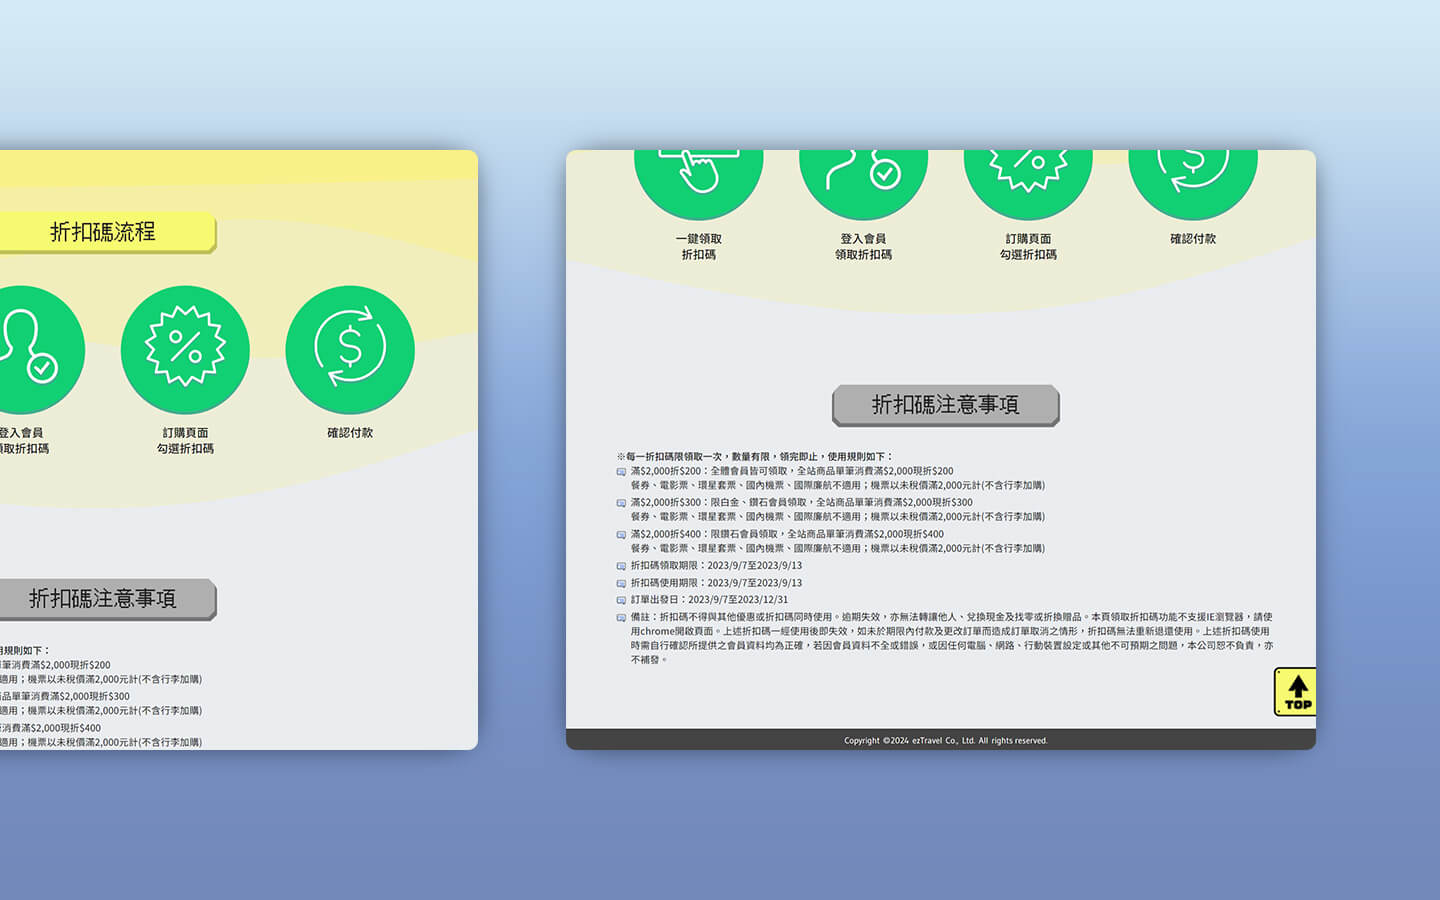 折扣碼流程
登入會員
領取折扣碼
訂購頁面
勾選折扣碼
確認付款
折扣碼注意事項
用規則如下：
筆消費滿$2,000現折$200
適用；機票以未稅價滿2,000元計(不含行李加購)
品單筆消費滿$2,000現折$300
適用；機票以未稅價滿2,000元計(不含行李加購)
消費滿$2,000現折$400
適用；機票以未稅價滿2,000元計(不含行李加購)
一鍵領取
折扣碼
登入會員
領取折扣碼
訂購頁面
勾選折扣碼
確認付款
折扣碼注意事項
※每一折扣碼限領取一次，數量有限，領完即止，使用規則如下：
滿$2,000折$200：全體會員皆可領取，全站商品單筆消費滿$2,000現折$200
餐券、電影票、環星套票、國內機票、國際廉航不適用；機票以未稅價滿2,000元計(不含行李加購)
滿$2,000折$300：限白金、鑽石會員領取，全站商品單筆消費滿$2,000現折$300
餐券、電影票、環星套票、國內機票、國際廉航不適用；機票以未稅價滿2,000元計(不含行李加購)
滿$2,000折$400：限鑽石會員領取，全站商品單筆消費滿$2,000現折$400
餐券、電影票、環星套票、國內機票、國際廉航不適用；機票以未稅價滿2,000元計(不含行李加購)
折扣碼領取期限：2023/9/7至2023/9/13
折扣碼使用期限：2023/9/7至2023/9/13
訂單出發日：2023/9/7至2023/12/31
備註：折扣碼不得與其他優惠或折扣碼同時使用。逾期失效，亦無法轉讓他人、兌換現金及找零或折換贈品。本頁領取折扣碼功能不支援IE瀏覽器，請使
用chrome開啟頁面。上述折扣碼一經使用後即失效，如未於期限內付款及更改訂單而造成訂單取消之情形，折扣碼無法重新退還使用。上述折扣碼使用
時需自行確認所提供之會員資料均為正確，若因會員資料不全或錯誤，或因任何電腦、網路、行動裝置設定或其他不可預期之問題，本公司恕不負責，亦
不補發。
TOP
Copyright ©2024 ezTravel Co., Ltd. All rights reserved.